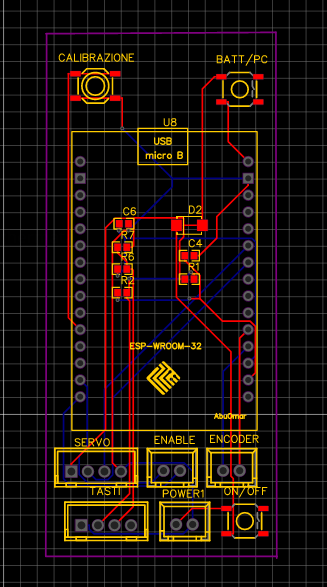 CALIBRAZIONE
BATT/PC
U8
USB
micro B
C6
D2
R7
C4
R6
R1
R2
ESP-WROOM-32
AbuOmar
SERVO
ENABLE
ENCODER
TASTI
POWER1
ON/OFF